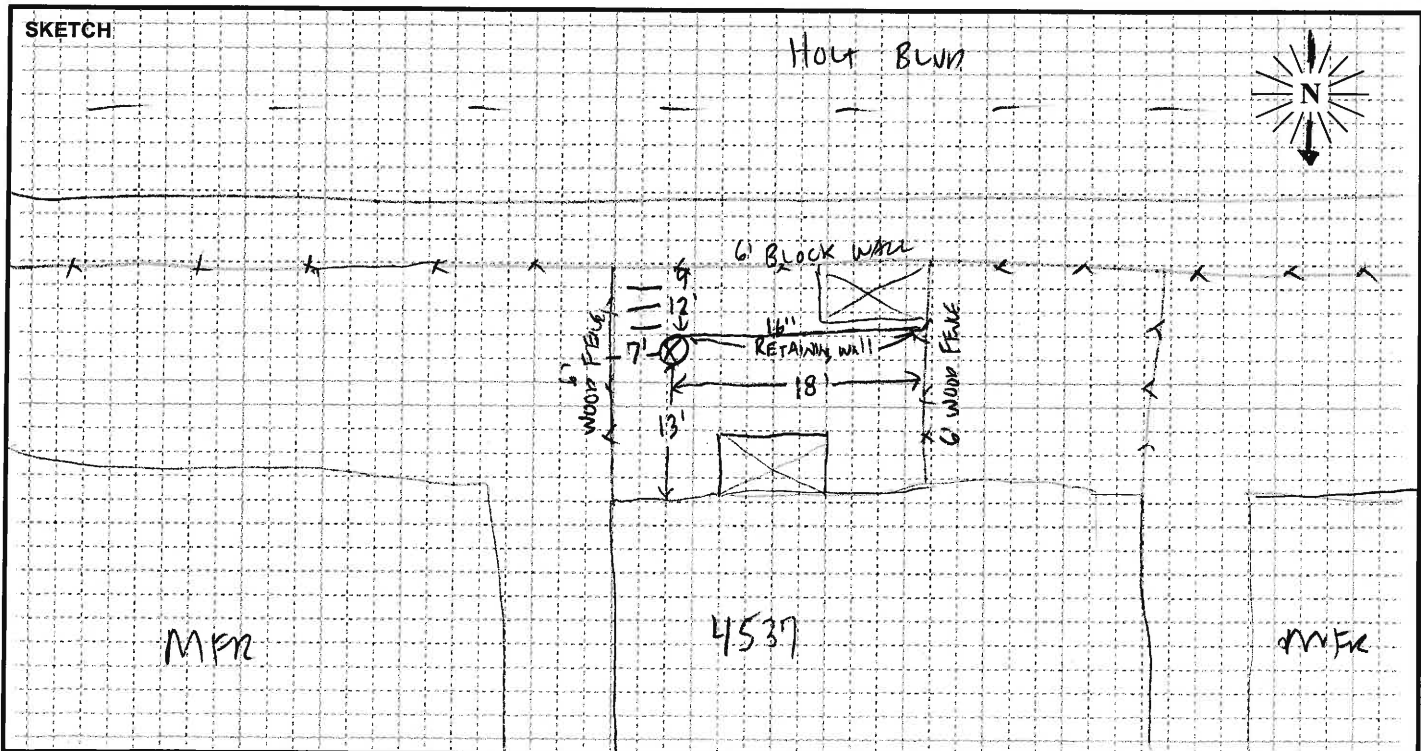 SKETCH
HOLT BLVD
N
6' BLOCK WALL
12'
16"
RETAINING WALL
7'
18'
13'
6' WOOD FENCE
6' WOOD FENCE
MFR
4537
MFR